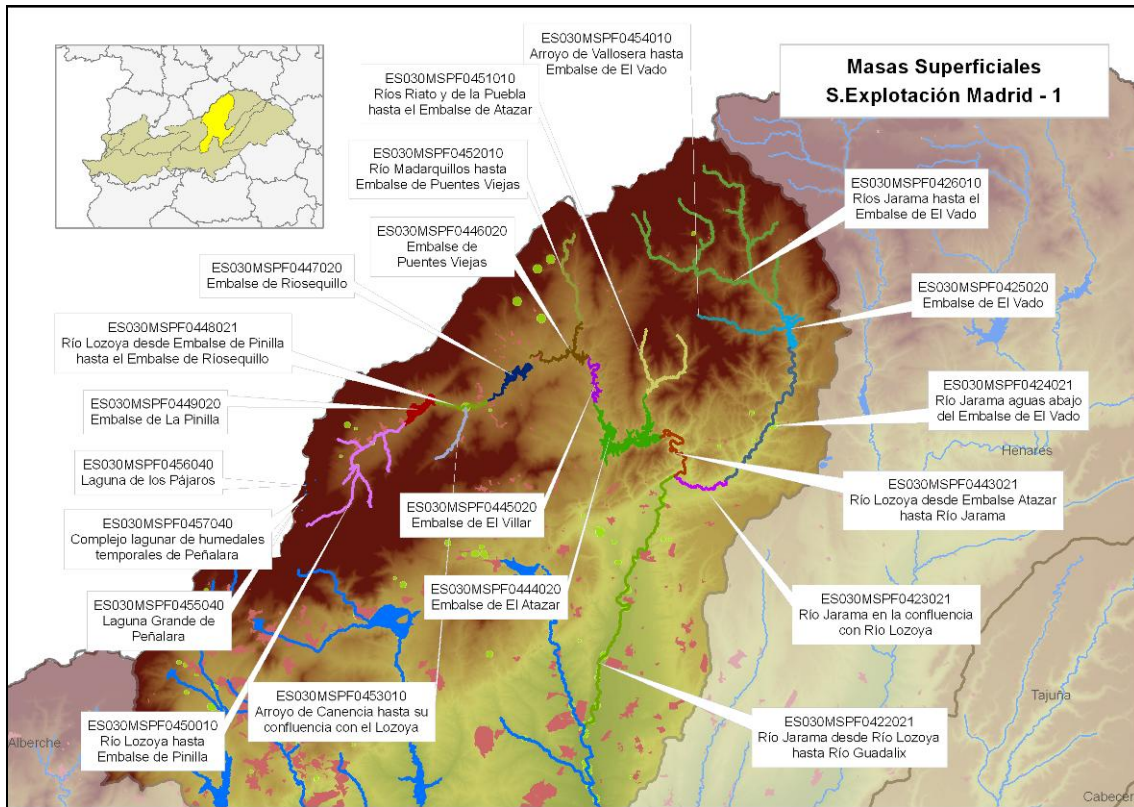 Masas Superficiales
S.Explotación Madrid - 1
ES030MSPF0454010
Arroyo de Vallosera hasta
Embalse de El Vado
ES030MSPF0451010
Ríos Riato y de la Puebla
hasta el Embalse de Atazar
ES030MSPF0452010
Río Madarquillos hasta
Embalse de Puentes Viejas
ES030MSPF0446020
Embalse de
Puentes Viejas
ES030MSPF0447020
Embalse de Riosequillo
ES030MSPF0448021
Río Lozoya desde Embalse de Pinilla
hasta el Embalse de Riosequillo
ES030MSPF0449020
Embalse de La Pinilla
ES030MSPF0456040
Laguna de los Pájaros
ES030MSPF0457040
Complejo lagunar de humedales
temporales de Peñalara
ES030MSPF0455040
Laguna Grande de
Peñalara
ES030MSPF0450010
Río Lozoya hasta
Embalse de Pinilla
ES030MSPF0453010
Arroyo de Canencia hasta su
confluencia con el Lozoya
ES030MSPF0445020
Embalse de El Villar
ES030MSPF0444020
Embalse de El Atazar
ES030MSPF0426010
Ríos Jarama hasta el
Embalse de El Vado
ES030MSPF0425020
Embalse de El Vado
ES030MSPF0424021
Río Jarama aguas abajo
del Embalse de El Vado
Henares
ES030MSPF0443021
Río Lozoya desde Embalse Atazar
hasta Río Jarama
ES030MSPF0423021
Río Jarama en la confluencia
con Río Lozoya
ES030MSPF0422021
Río Jarama desde Río Lozoya
hasta Río Guadalix
Tajuña
Alberche
Cabecer